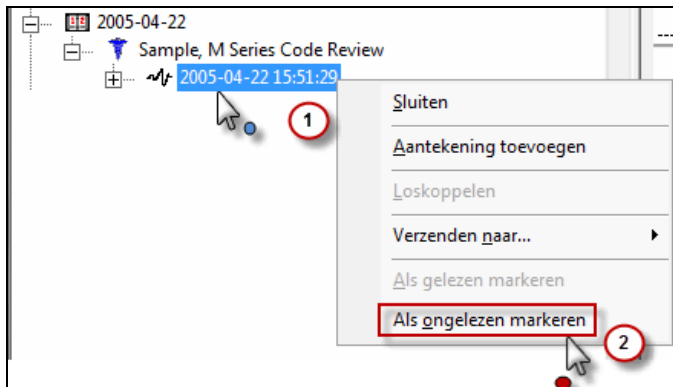 2005-04-22
Sample, M Series Code Review
2005-04-22 15:51:29
1
Sluiten
Aantekening toevoegen
Loskoppelen
Verzenden naar...
Als gelezen markeren
Als ongelezen markeren
2